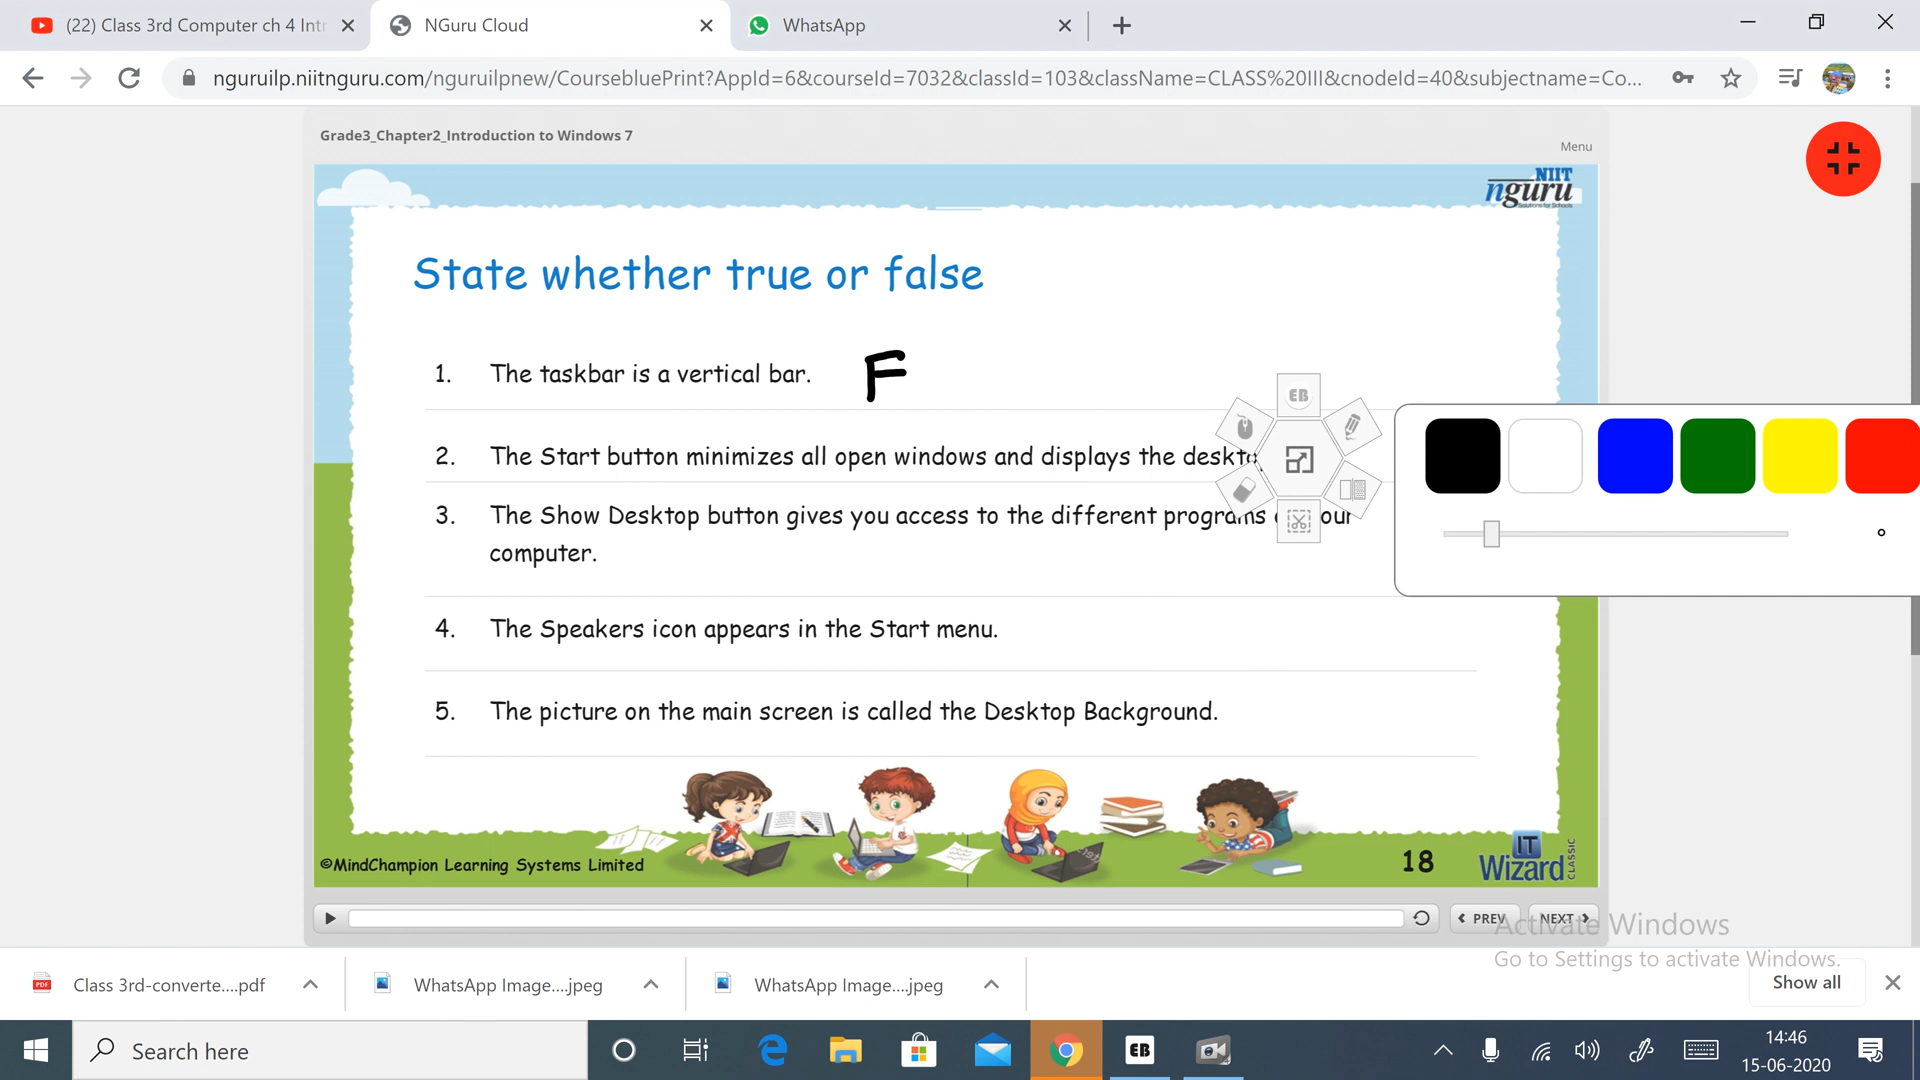 (22) Class 3rd Computer ch 4 Intr
NGuru Cloud
WhatsApp
nguruilp.niitnguru.com/nguruilpnew/CoursebluePrint?AppId=6&courseId=7032&classId=103&className=CLASS%20III&cnodeId=40&subjectname=Co...
Grade3_Chapter2_Introduction to Windows 7
Menu
NIIT
nguru
Solutions for Schools
State whether true or false
1. The taskbar is a vertical bar. F
EB
2. The Start button minimizes all open windows and displays the deskto
3. The Show Desktop button gives you access to the different programs our
computer.
4. The Speakers icon appears in the Start menu.
5. The picture on the main screen is called the Desktop Background.
©MindChampion Learning Systems Limited
18
IT
Wizard
CLASSIC
PREV
NEXT
Activate Windows
Go to Settings to activate Windows.
PDF
Class 3rd-converte....pdf
WhatsApp Image....jpeg
WhatsApp Image....jpeg
Show all
Search here
EB
14:46
15-06-2020